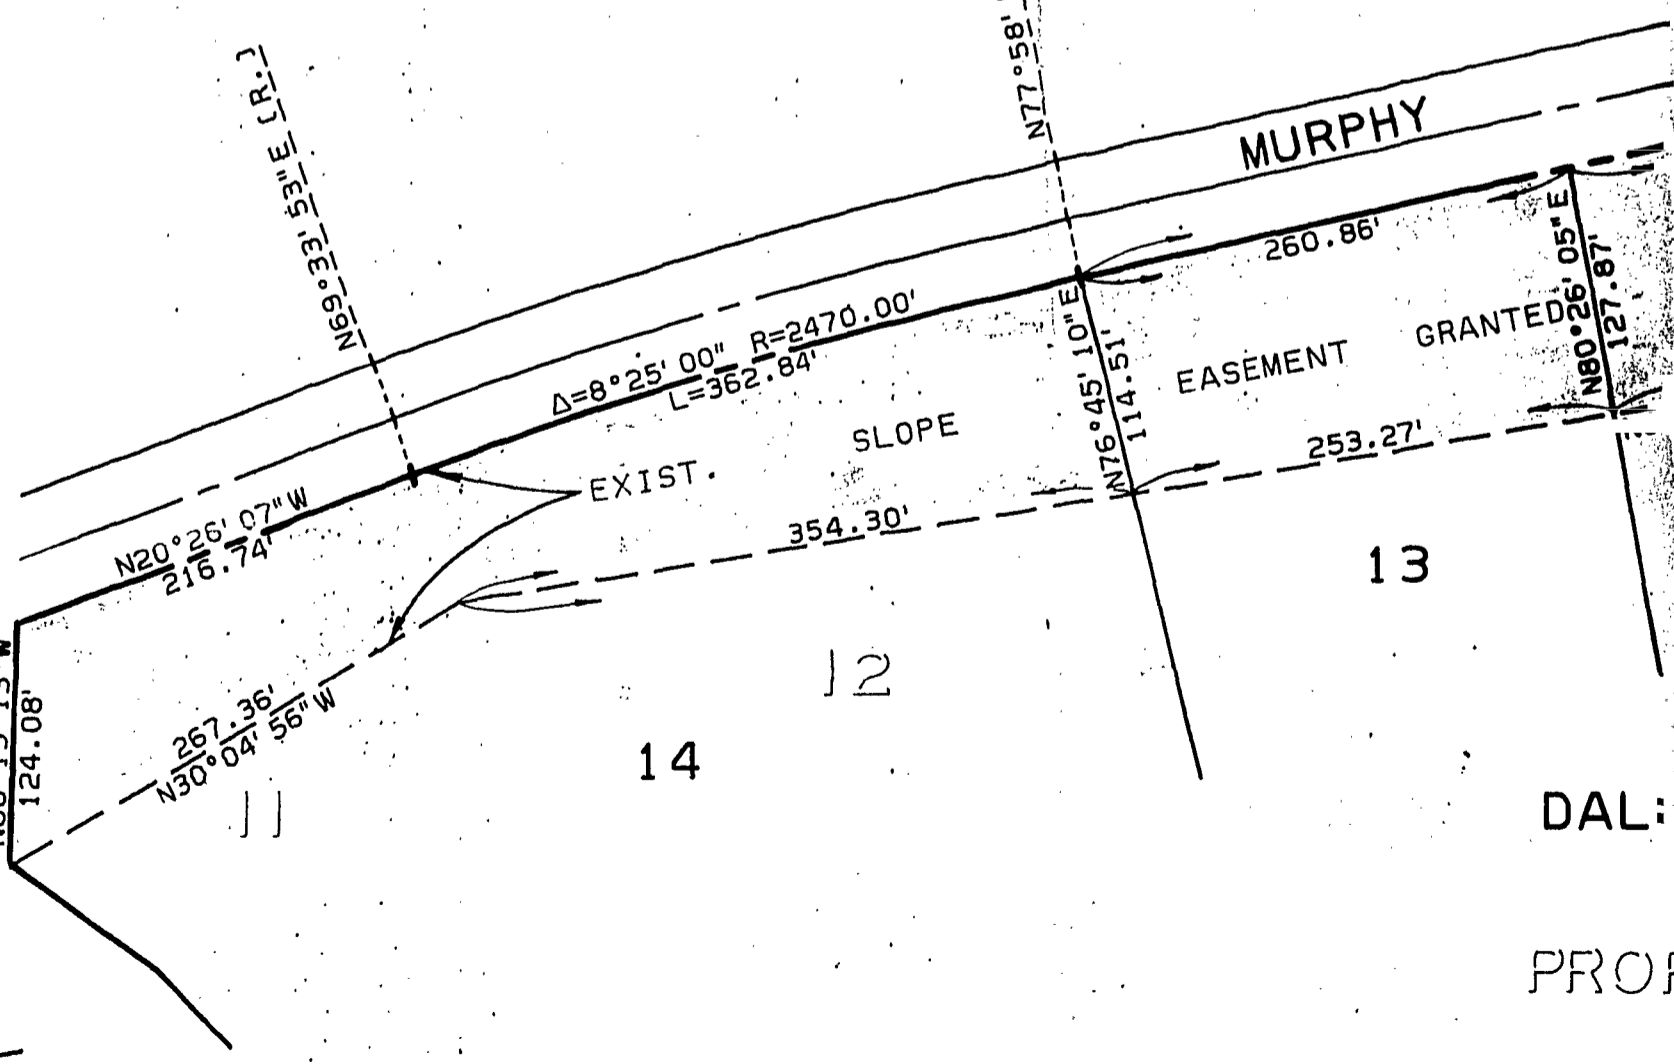 N69°33'53"E (R.)
N77°58'
MURPHY
260.86'
N80°26'05"E
127.87'
Δ=8°25'00" R=2470.00'
L=362.84'
N76°45'10"E
114.51'
EXIST. SLOPE EASEMENT GRANTED
N20°26'07"W
216.74'
354.30'
253.27'
267.36'
N30°04'56"W
124.08'
13
12
14
11
DAL: